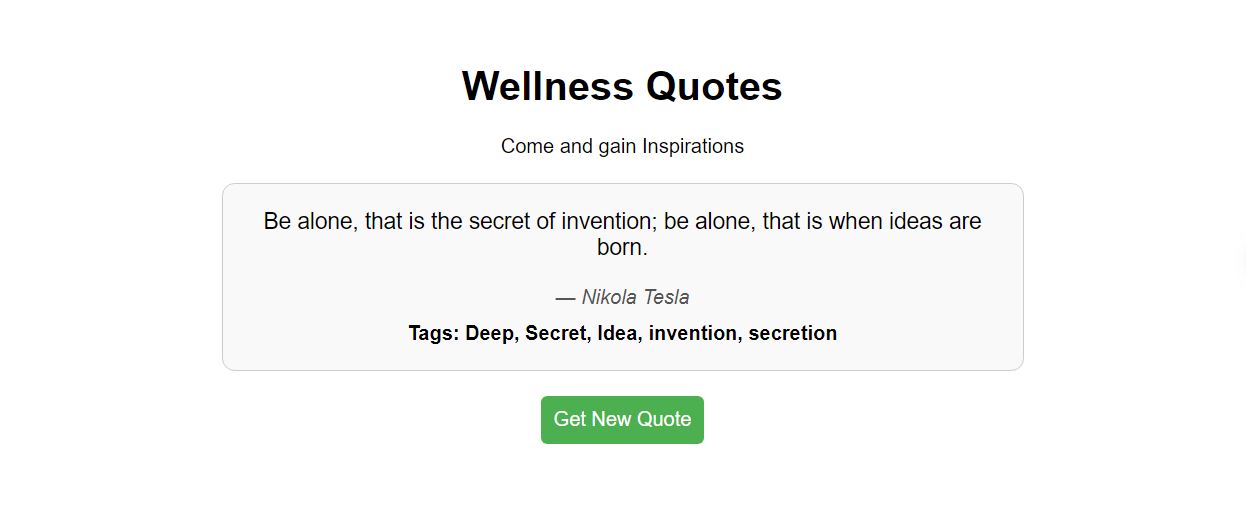 Wellness Quotes
Come and gain Inspirations
Be alone, that is the secret of invention; be alone, that is when ideas are
born.
— Nikola Tesla
Tags: Deep, Secret, Idea, invention, secretion
Get New Quote